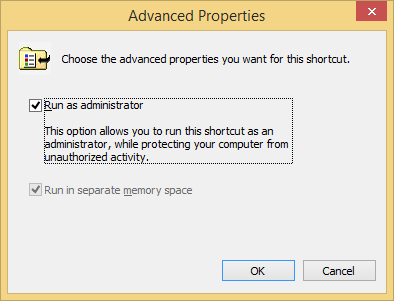 Advanced Properties
Choose the advanced properties you want for this shortcut.
Run as administrator
This option allows you to run this shortcut as an
administrator, while protecting your computer from
unauthorized activity.
Run in separate memory space
OK
Cancel